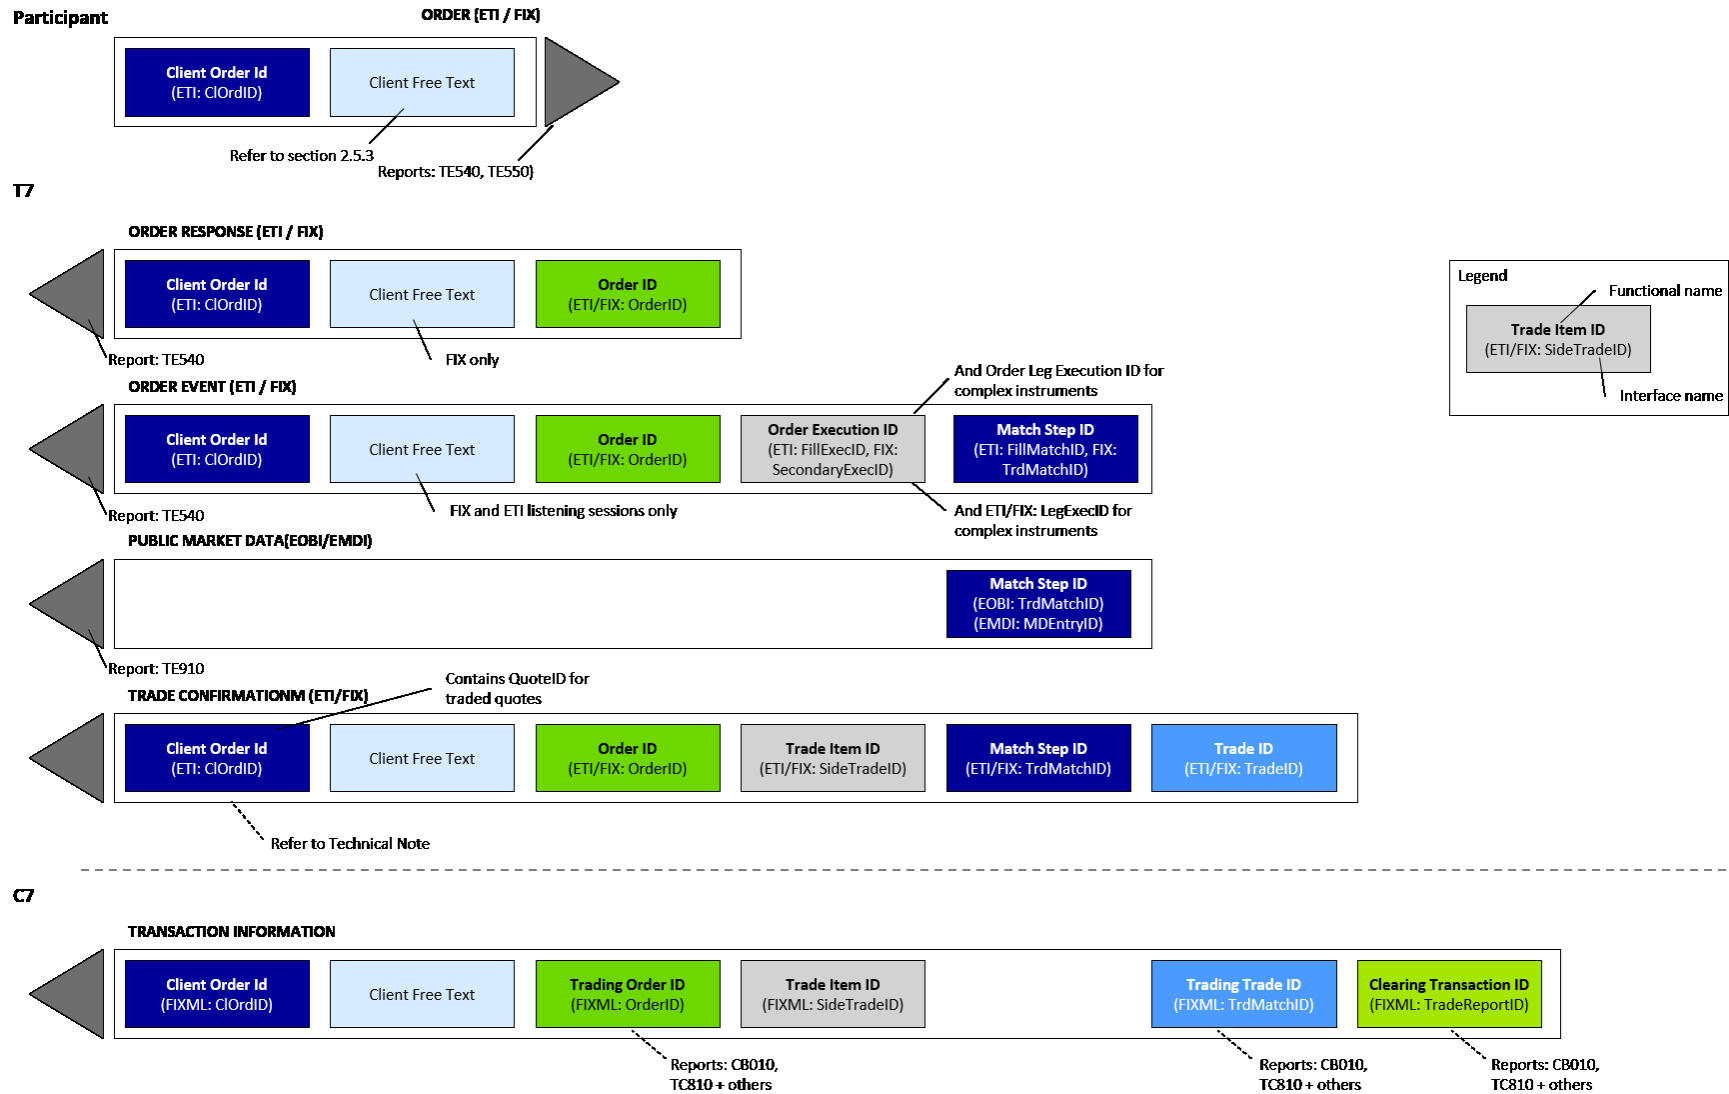 Participant
ORDER (ETI / FIX)
Client Order Id
(ETI: ClOrdID)
Client Free Text
Refer to section 2.5.3
Reports: TE540, TE550)
T7
ORDER RESPONSE (ETI / FIX)
Client Order Id
(ETI: ClOrdID)
Client Free Text
Order ID
(ETI/FIX: OrderID)
Report: TE540
FIX only
Legend
Functional name
Trade Item ID
(ETI/FIX: SideTradeID)
Interface name
ORDER EVENT (ETI / FIX)
And Order Leg Execution ID for
complex instruments
Client Order Id
(ETI: ClOrdID)
Client Free Text
Order ID
(ETI/FIX: OrderID)
Order Execution ID
(ETI: FillExecID, FIX:
SecondaryExecID)
Match Step ID
(ETI: FillMatchID, FIX:
TrdMatchID)
Report: TE540
FIX and ETI listening sessions only
And ETI/FIX: LegExecID for
complex instruments
PUBLIC MARKET DATA(EOBI/EMDI)
Match Step ID
(EOBI: TrdMatchID)
(EMDI: MDEntryID)
Report: TE910
Contains QuoteID for
traded quotes
TRADE CONFIRMATIONM (ETI/FIX)
Client Order Id
(ETI: ClOrdID)
Client Free Text
Order ID
(ETI/FIX: OrderID)
Trade Item ID
(ETI/FIX: SideTradeID)
Match Step ID
(ETI/FIX: TrdMatchID)
Trade ID
(ETI/FIX: TradeID)
Refer to Technical Note
C7
TRANSACTION INFORMATION
Client Order Id
(FIXML: ClOrdID)
Client Free Text
Trading Order ID
(FIXML: OrderID)
Trade Item ID
(FIXML: SideTradeID)
Trading Trade ID
(FIXML: TrdMatchID)
Clearing Transaction ID
(FIXML: TradeReportID)
Reports: CB010,
TC810 + others
Reports: CB010,
TC810 + others
Reports: CB010,
TC810 + others